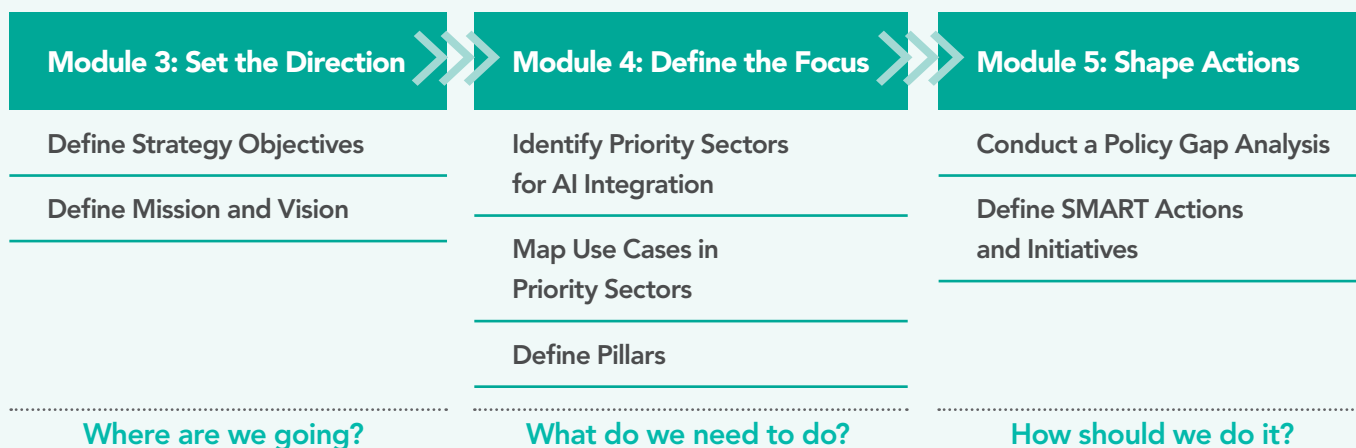 Module 3: Set the Direction
Define Strategy Objectives
Define Mission and Vision
Where are we going?
Module 4: Define the Focus
Identify Priority Sectors
for AI Integration
Map Use Cases in
Priority Sectors
Define Pillars
What do we need to do?
Module 5: Shape Actions
Conduct a Policy Gap Analysis
Define SMART Actions
and Initiatives
How should we do it?